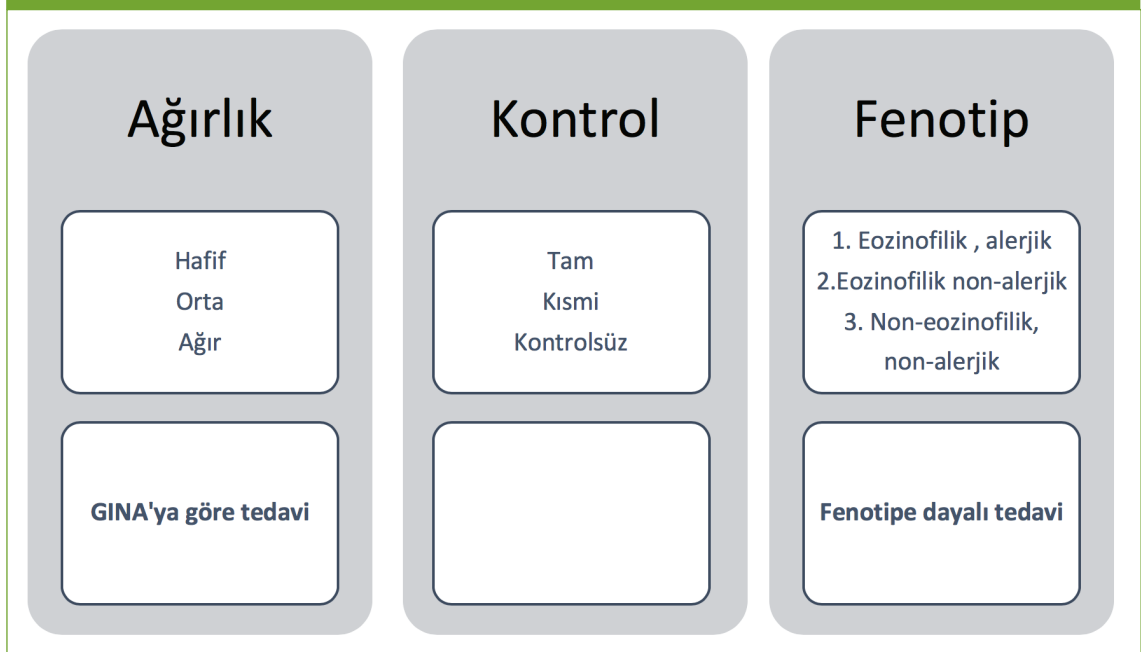 Ağırlık
Hafif
Orta
Ağır
GINA'ya göre tedavi
Kontrol
Tam
Kısmi
Kontrolsüz
Fenotip
1. Eozinofilik , alerjik
2.Eozinofilik non-alerjik
3. Non-eozinofilik,
non-alerjik
Fenotipe dayalı tedavi